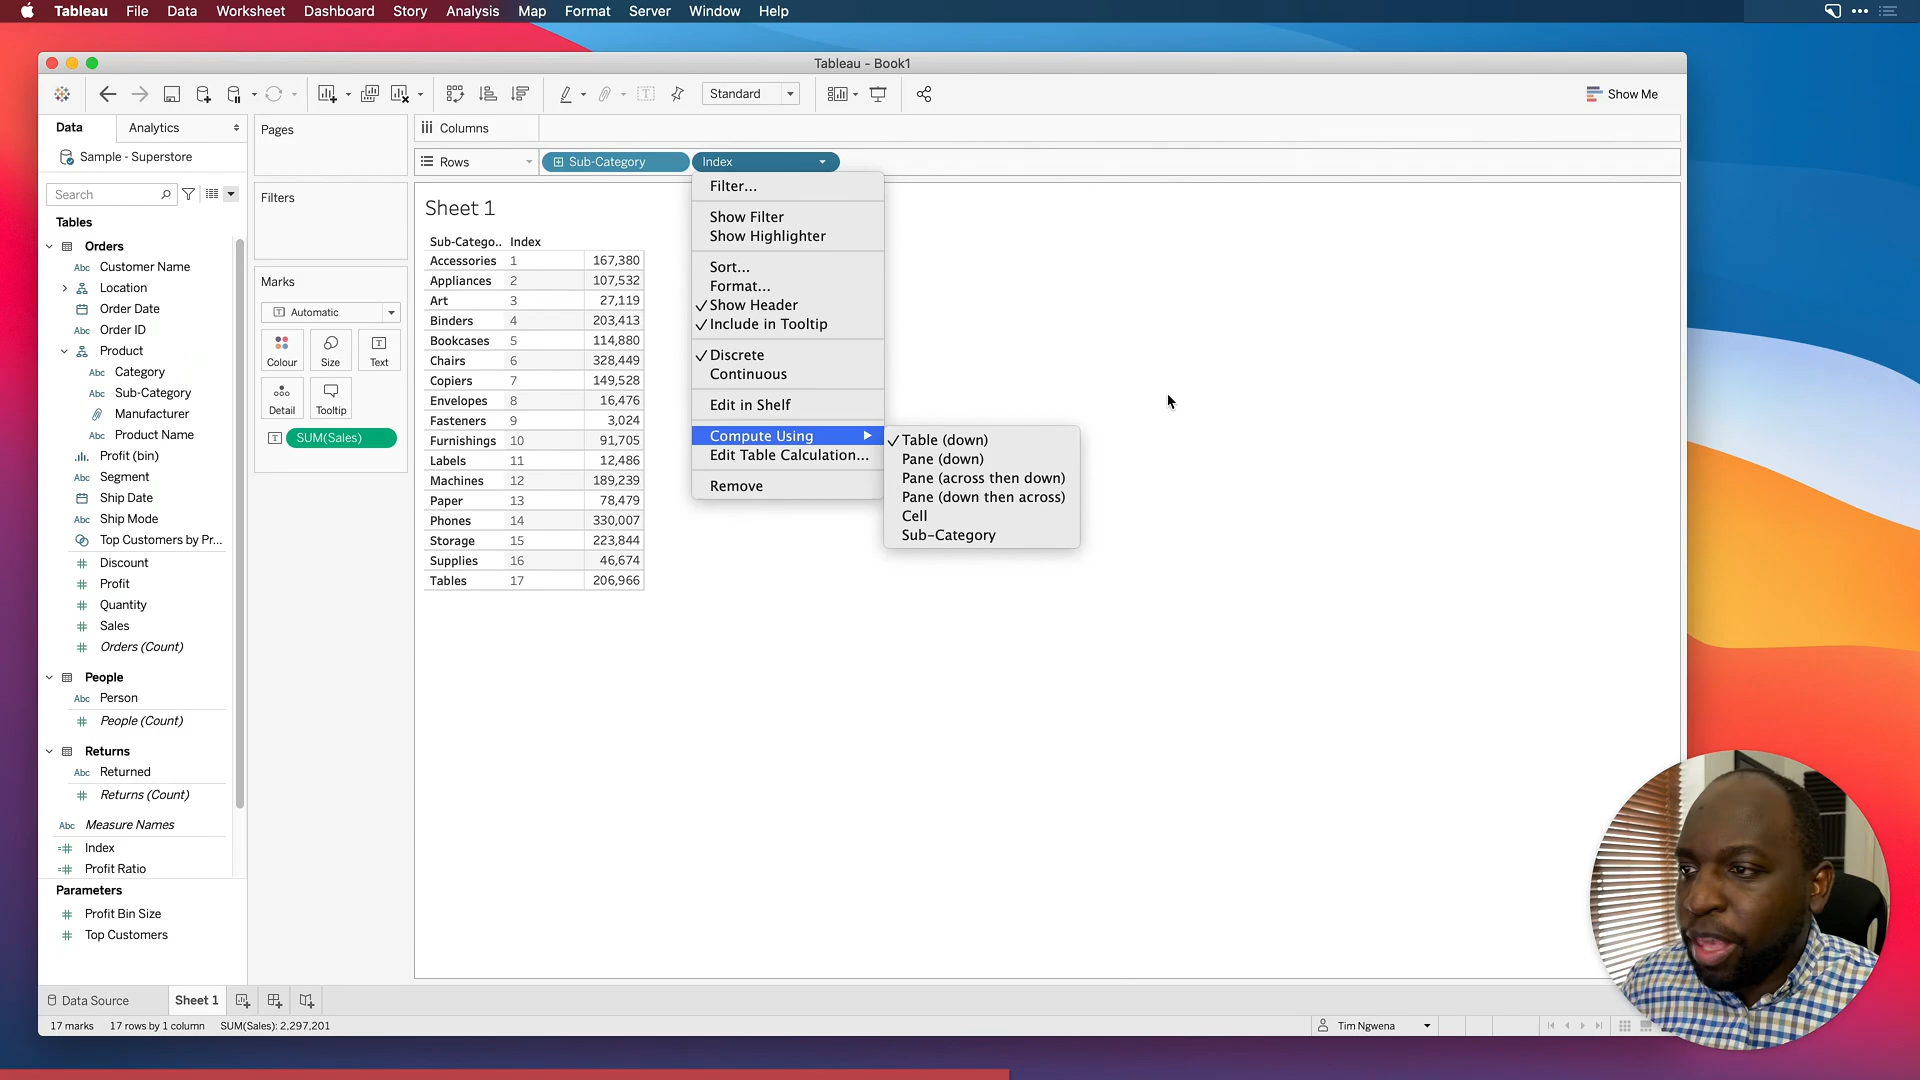 Tableau File Data Worksheet Dashboard Story Analysis Map Format Server Window Help
Tableau - Book1
Standard
Show Me
Data Analytics
Sample - Superstore
Search
Tables
Orders
Abc Customer Name
Location
Order Date
Abc Order ID
Product
Abc Category
Abc Sub-Category
Manufacturer
Abc Product Name
Profit (bin)
Abc Segment
Ship Date
Abc Ship Mode
Top Customers by Pr...
Discount
Profit
Quantity
Sales
Orders (Count)
People
Abc Person
People (Count)
Returns
Abc Returned
Returns (Count)
Abc Measure Names
Index
Profit Ratio
Parameters
Profit Bin Size
Top Customers
Pages
Filters
Marks
Automatic
Colour Size Text
Detail Tooltip
SUM(Sales)
Columns
Rows Sub-Category Index
Sheet 1
Sub-Catego.. Index
Accessories 1 167,380
Appliances 2 107,532
Art 3 27,119
Binders 4 203,413
Bookcases 5 114,880
Chairs 6 328,449
Copiers 7 149,528
Envelopes 8 16,476
Fasteners 9 3,024
Furnishings 10 91,705
Labels 11 12,486
Machines 12 189,239
Paper 13 78,479
Phones 14 330,007
Storage 15 223,844
Supplies 16 46,674
Tables 17 206,966
Filter...
Show Filter
Show Highlighter
Sort...
Format...
Show Header
Include in Tooltip
Discrete
Continuous
Edit in Shelf
Compute Using
Edit Table Calculation...
Remove
Table (down)
Pane (down)
Pane (across then down)
Pane (down then across)
Cell
Sub-Category
Data Source Sheet 1
17 marks 17 rows by 1 column SUM(Sales): 2,297,201
Tim Ngwena